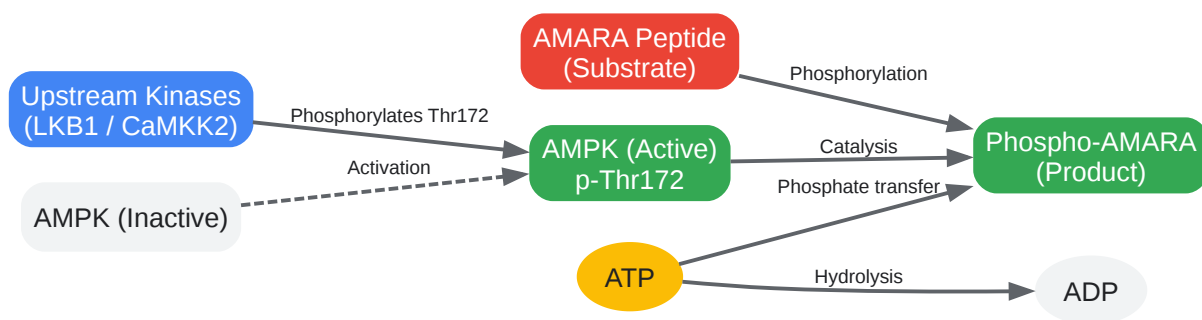 AMARA Peptide
(Substrate)
Upstream Kinases
(LKB1 / CaMKK2)
Phosphorylates Thr172
Phosphorylation
AMPK (Active)
p-Thr172
Catalysis
Phospho-AMARA
(Product)
Activation
AMPK (Inactive)
Phosphate transfer
ATP
Hydrolysis
ADP